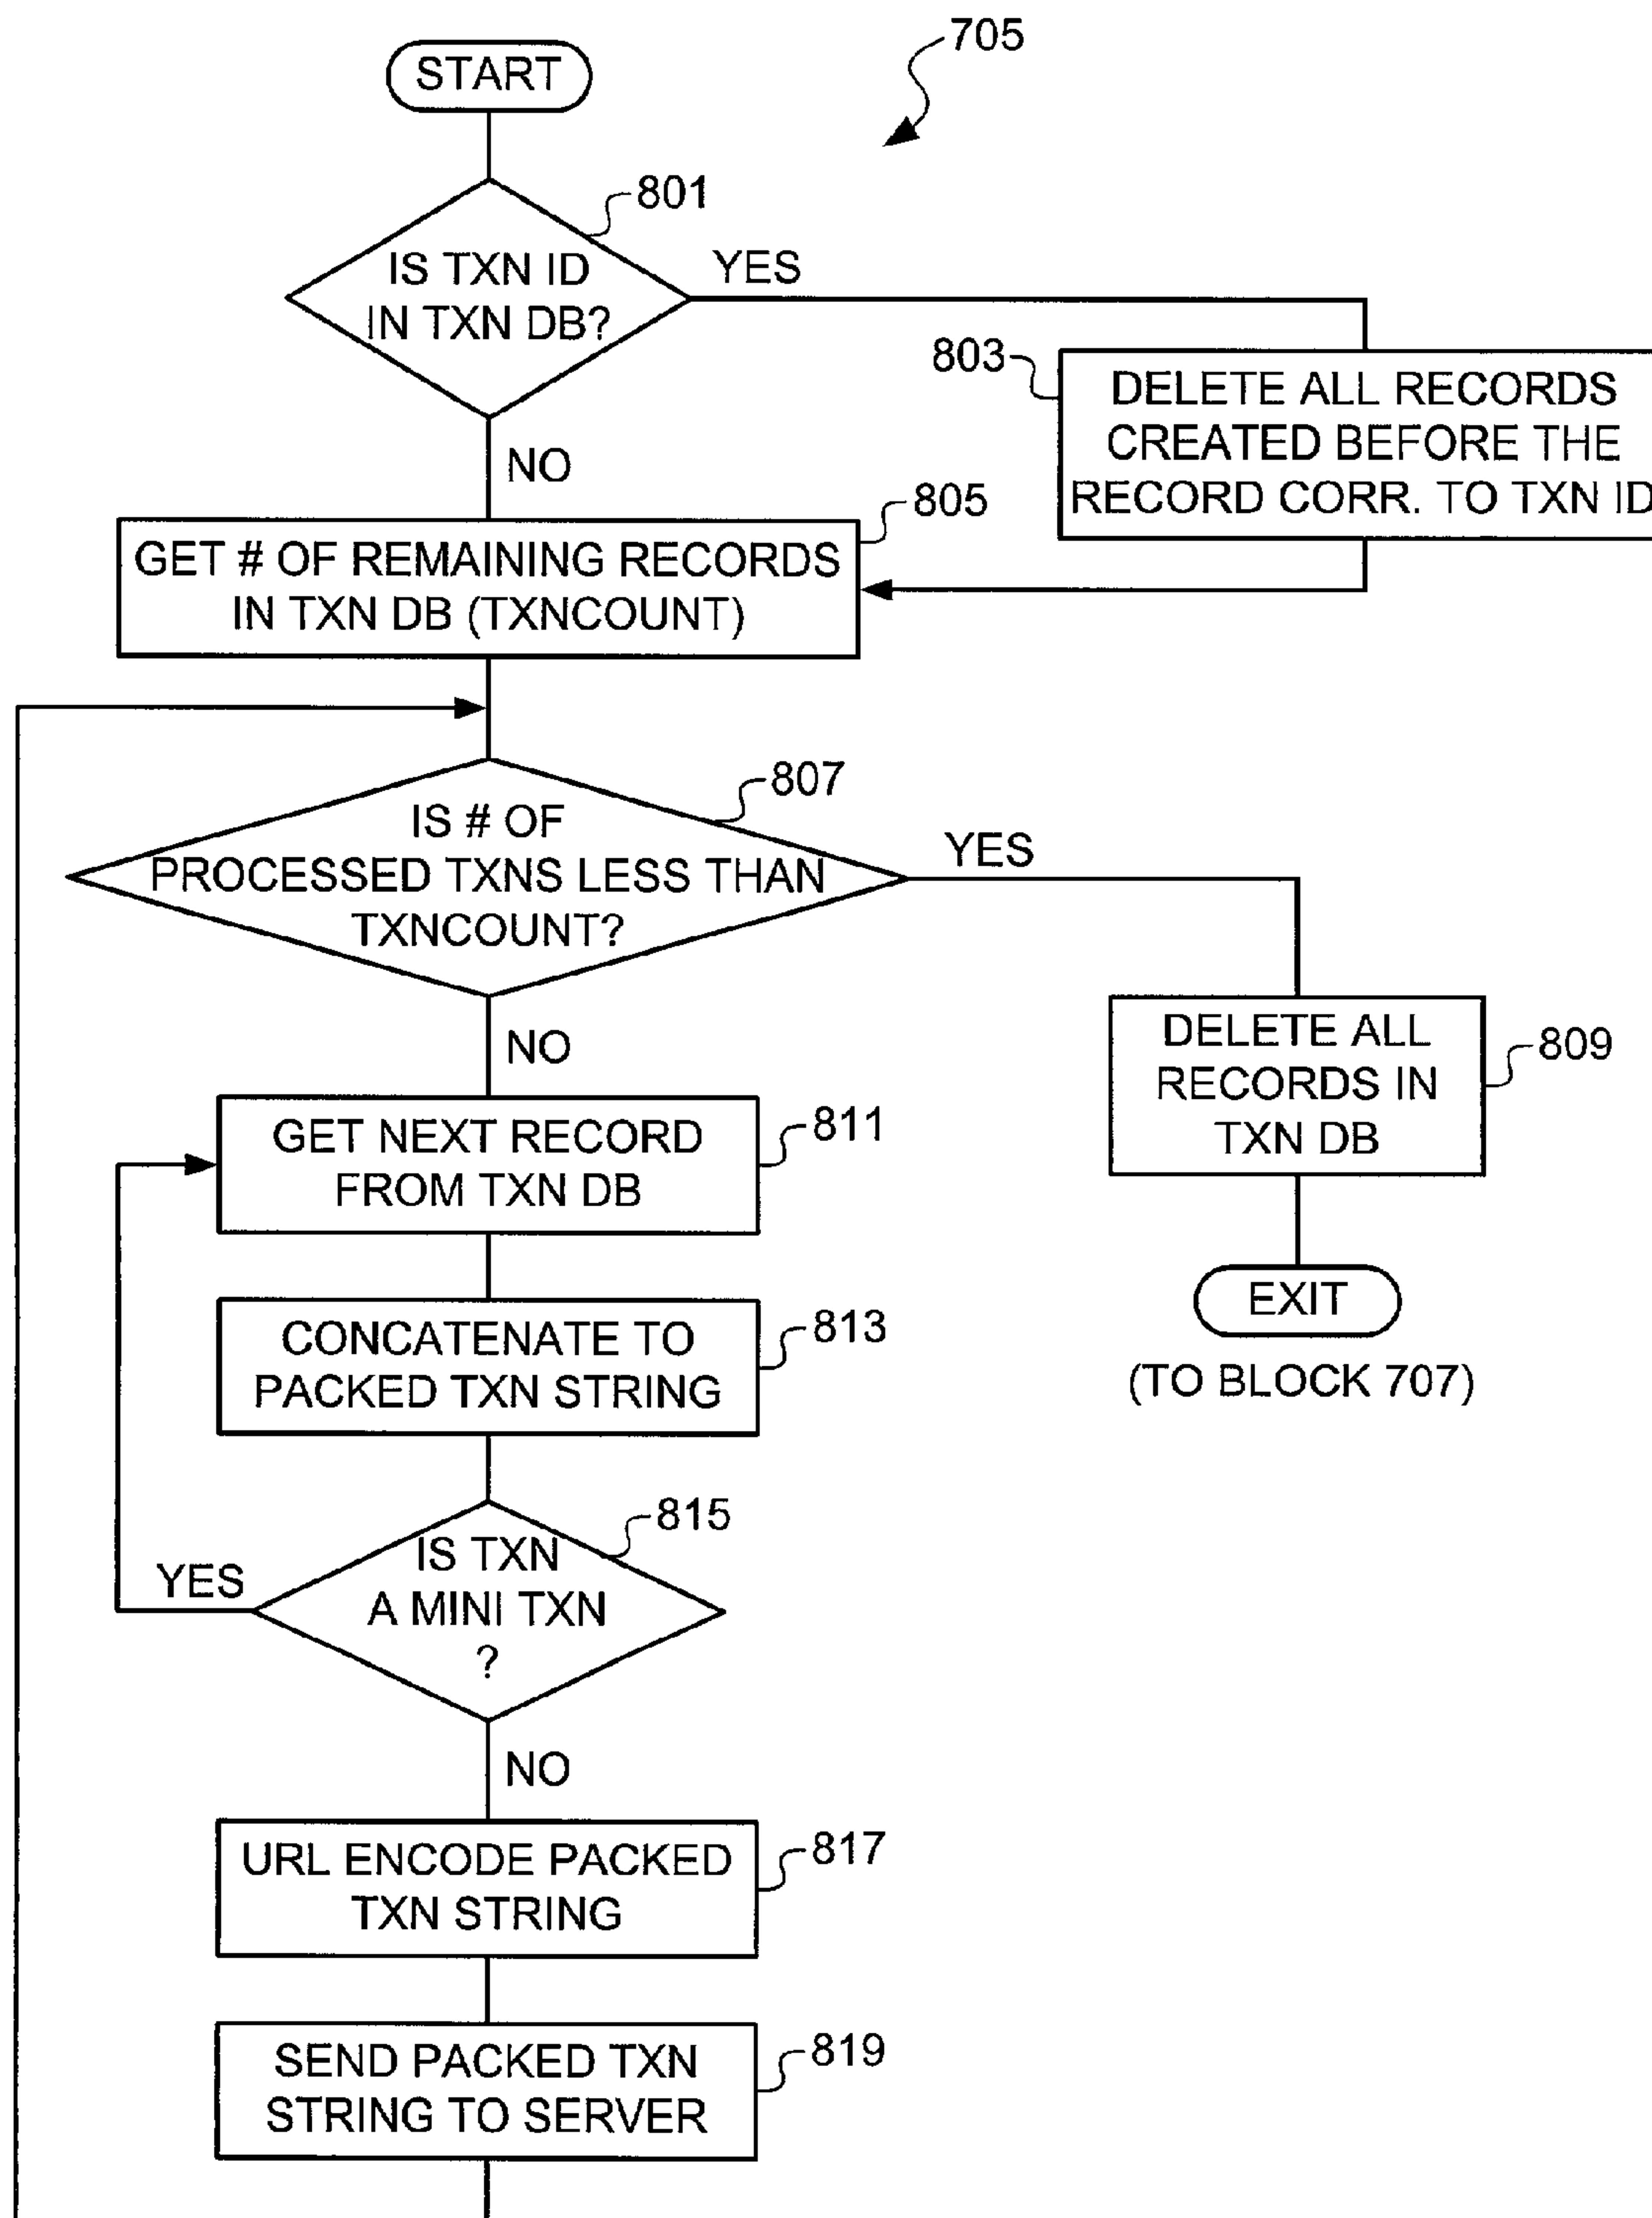 705
START
801
IS TXN ID
IN TXN DB?
YES
NO
803
DELETE ALL RECORDS
CREATED BEFORE THE
RECORD CORR. TO TXN ID
805
GET # OF REMAINING RECORDS
IN TXN DB (TXNCOUNT)
807
IS # OF
PROCESSED TXNS LESS THAN
TXNCOUNT?
YES
NO
DELETE ALL
RECORDS IN
TXN DB
809
EXIT
(TO BLOCK 707)
GET NEXT RECORD
FROM TXN DB
811
CONCATENATE TO
PACKED TXN STRING
813
815
IS TXN
A MINI TXN
?
YES
NO
URL ENCODE PACKED
TXN STRING
817
SEND PACKED TXN
STRING TO SERVER
819